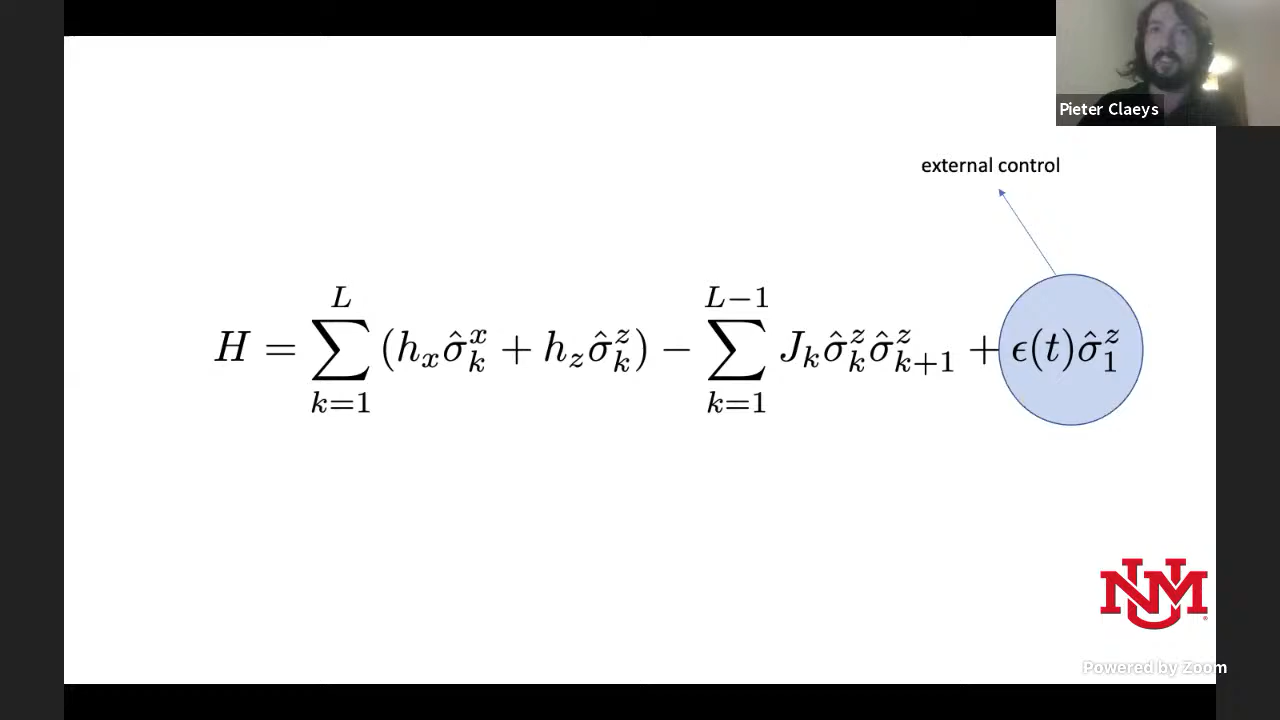 Pieter Claeys
external control
H = \sum_{k=1}^{L} (h_x \hat{\sigma}_k^x + h_z \hat{\sigma}_k^z) - \sum_{k=1}^{L-1} J_k \hat{\sigma}_k^z \hat{\sigma}_{k+1}^z + \epsilon(t) \hat{\sigma}_1^z
UNM
Powered by Zoom